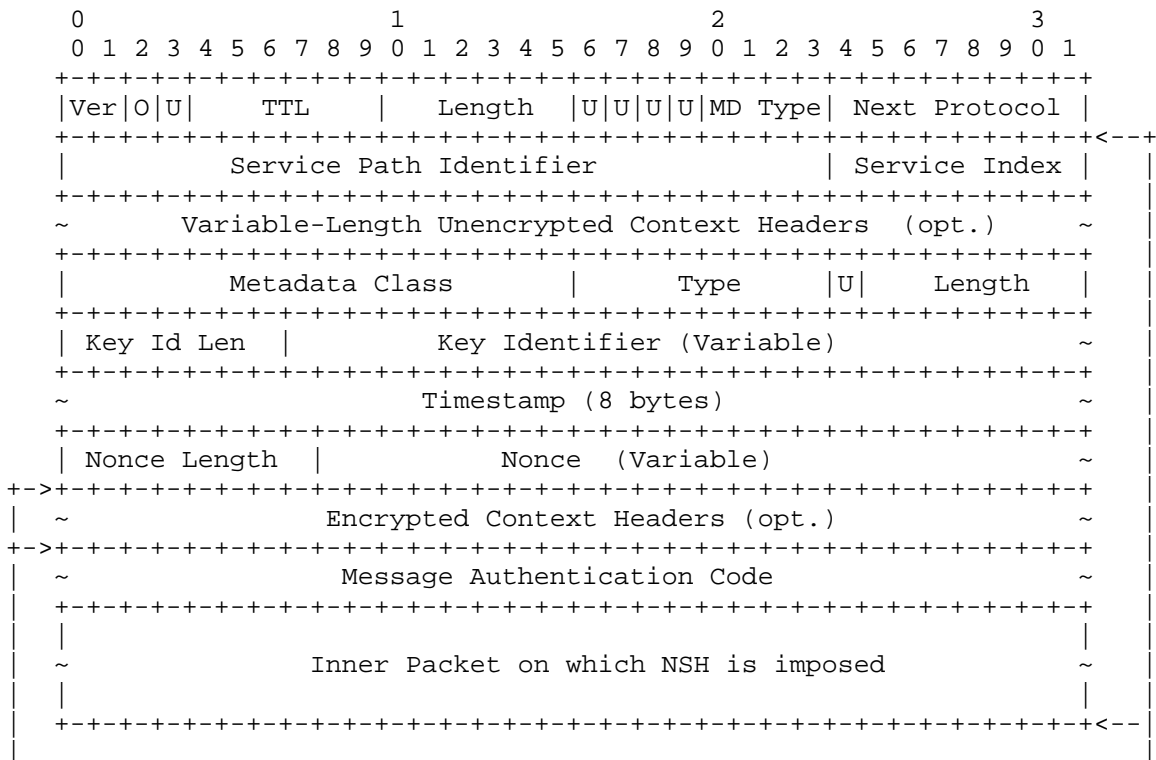 0                   1                   2                   3
 0 1 2 3 4 5 6 7 8 9 0 1 2 3 4 5 6 7 8 9 0 1 2 3 4 5 6 7 8 9 0 1
+-+-+-+-+-+-+-+-+-+-+-+-+-+-+-+-+-+-+-+-+-+-+-+-+-+-+-+-+-+-+-+-+
|Ver|O|U|    TTL    |   Length  |U|U|U|U|MD Type| Next Protocol |
+-+-+-+-+-+-+-+-+-+-+-+-+-+-+-+-+-+-+-+-+-+-+-+-+-+-+-+-+-+-+-+-+<--+
|          Service Path Identifier              | Service Index |   |
+-+-+-+-+-+-+-+-+-+-+-+-+-+-+-+-+-+-+-+-+-+-+-+-+-+-+-+-+-+-+-+-+   |
~       Variable-Length Unencrypted Context Headers  (opt.)     ~   |
+-+-+-+-+-+-+-+-+-+-+-+-+-+-+-+-+-+-+-+-+-+-+-+-+-+-+-+-+-+-+-+-+   |
|          Metadata Class       |      Type     |U|    Length   |   |
+-+-+-+-+-+-+-+-+-+-+-+-+-+-+-+-+-+-+-+-+-+-+-+-+-+-+-+-+-+-+-+-+   |
| Key Id Len  |         Key Identifier (Variable)               ~   |
+-+-+-+-+-+-+-+-+-+-+-+-+-+-+-+-+-+-+-+-+-+-+-+-+-+-+-+-+-+-+-+-+   |
~                      Timestamp (8 bytes)                      ~   |
+-+-+-+-+-+-+-+-+-+-+-+-+-+-+-+-+-+-+-+-+-+-+-+-+-+-+-+-+-+-+-+-+   |
| Nonce Length  |           Nonce  (Variable)                   ~   |
+->+-+-+-+-+-+-+-+-+-+-+-+-+-+-+-+-+-+-+-+-+-+-+-+-+-+-+-+-+-+-+-+-+   |
|  ~                Encrypted Context Headers (opt.)               ~   |
+->+-+-+-+-+-+-+-+-+-+-+-+-+-+-+-+-+-+-+-+-+-+-+-+-+-+-+-+-+-+-+-+-+   |
|  ~                 Message Authentication Code                   ~   |
|  +-+-+-+-+-+-+-+-+-+-+-+-+-+-+-+-+-+-+-+-+-+-+-+-+-+-+-+-+-+-+-+-+   |
|  |                                                               |   |
|  ~               Inner Packet on which NSH is imposed            ~   |
|  |                                                               |   |
|  +-+-+-+-+-+-+-+-+-+-+-+-+-+-+-+-+-+-+-+-+-+-+-+-+-+-+-+-+-+-+-+-+<--|
|                                                                      |